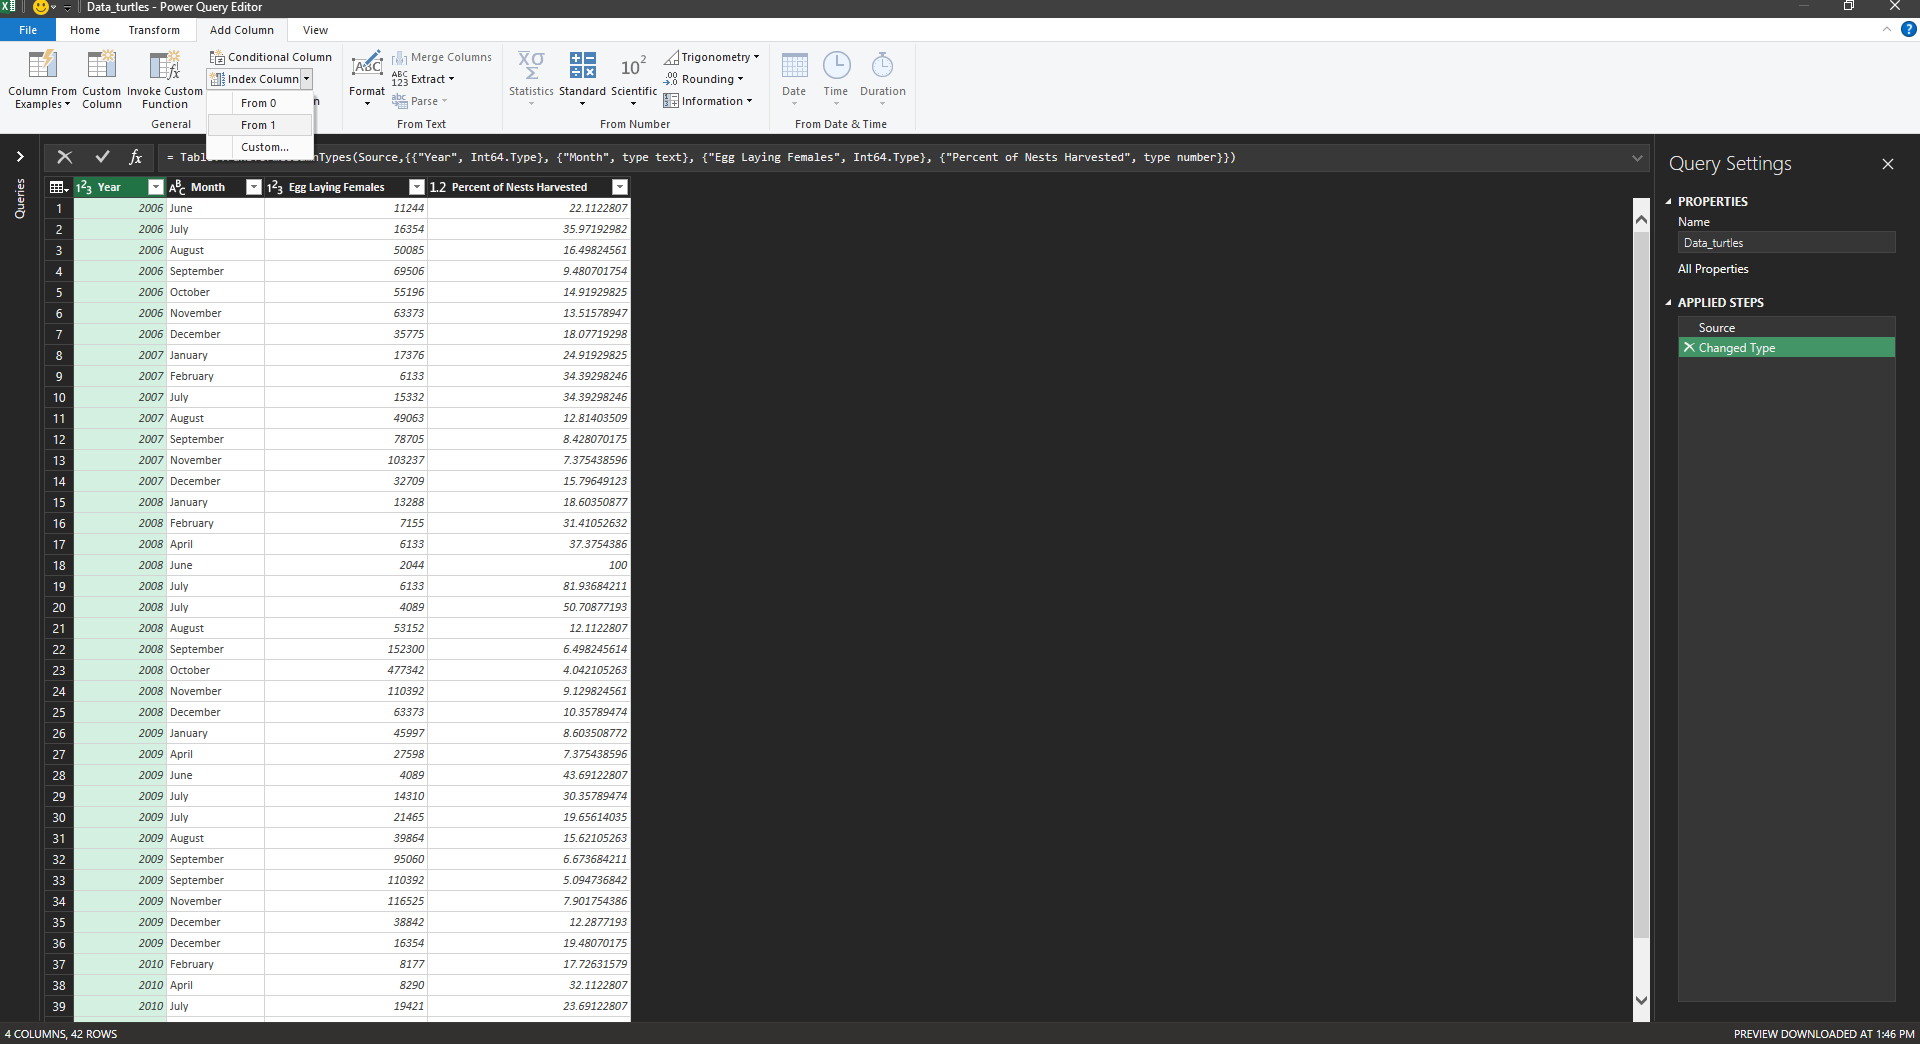 Data_turtles - Power Query Editor
File Home Transform Add Column View
Column From Examples
Custom Column
Invoke Custom Function
Conditional Column
Index Column
From 0
From 1
Custom...
General
Format
Merge Columns
Extract
Parse
From Text
Statistics
Standard
Scientific
Trigonometry
Rounding
Information
From Number
Date
Time
Duration
From Date & Time
Queries
{{"Year", Int64.Type}, {"Month", type text}, {"Egg Laying Females", Int64.Type}, {"Percent of Nests Harvested", type number}})
Year Month Egg Laying Females Percent of Nests Harvested
1 2006 June 11244 22.1122807
2 2006 July 16354 35.97192982
3 2006 August 50085 16.49824561
4 2006 September 69506 9.480701754
5 2006 October 55196 14.91929825
6 2006 November 63373 13.51578947
7 2006 December 35775 18.07719298
8 2007 January 17376 24.91929825
9 2007 February 6133 34.39298246
10 2007 July 15332 34.39298246
11 2007 August 49063 12.81403509
12 2007 September 78705 8.428070175
13 2007 November 103237 7.375438596
14 2007 December 32709 15.79649123
15 2008 January 13288 18.60350877
16 2008 February 7155 31.41052632
17 2008 April 6133 37.3754386
18 2008 June 2044 100
19 2008 July 6133 81.93684211
20 2008 July 4089 50.70877193
21 2008 August 53152 12.1122807
22 2008 September 152300 6.498245614
23 2008 October 477342 4.042105263
24 2008 November 110392 9.129824561
25 2008 December 63373 10.35789474
26 2009 January 45997 8.603508772
27 2009 April 27598 7.375438596
28 2009 June 4089 43.69122807
29 2009 July 14310 30.35789474
30 2009 July 21465 19.65614035
31 2009 August 39864 15.62105263
32 2009 September 95060 6.673684211
33 2009 September 110392 5.094736842
34 2009 November 116525 7.901754386
35 2009 December 38842 12.2877193
36 2009 December 16354 19.48070175
37 2010 February 8177 17.72631579
38 2010 April 8290 32.1122807
39 2010 July 19421 23.69122807
Query Settings
PROPERTIES
Name
Data_turtles
All Properties
APPLIED STEPS
Source
Changed Type
4 COLUMNS, 42 ROWS
PREVIEW DOWNLOADED AT 1:46 PM